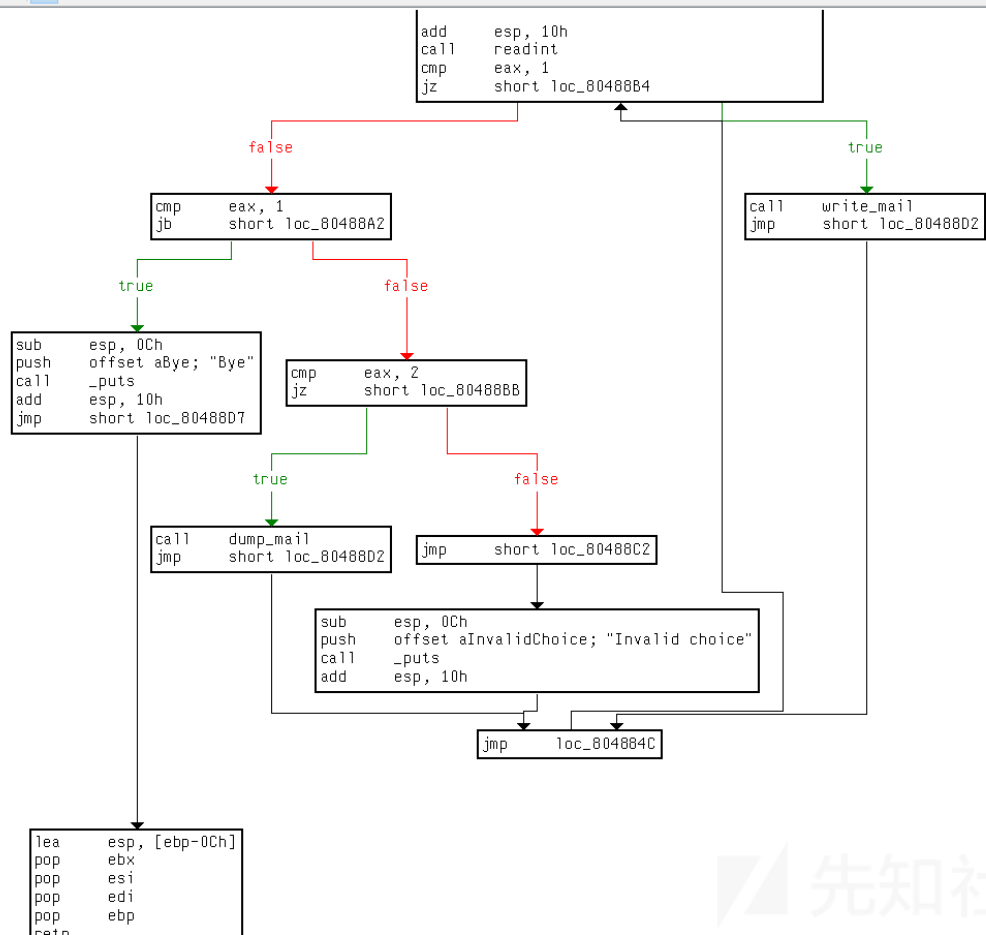 add esp, 10h
call readint
cmp eax, 1
jz short loc_80488B4
false
true
cmp eax, 1
jb short loc_80488A2
call write_mail
jmp short loc_80488D2
true
false
sub esp, 0Ch
push offset aBye; "Bye"
call _puts
add esp, 10h
jmp short loc_80488D7
cmp eax, 2
jz short loc_80488BB
true
false
call dump_mail
jmp short loc_80488D2
jmp short loc_80488C2
sub esp, 0Ch
push offset aInvalidChoice; "Invalid choice"
call _puts
add esp, 10h
jmp loc_804884C
lea esp, [ebp-0Ch]
pop ebx
pop esi
pop edi
pop ebp
retn
先知社